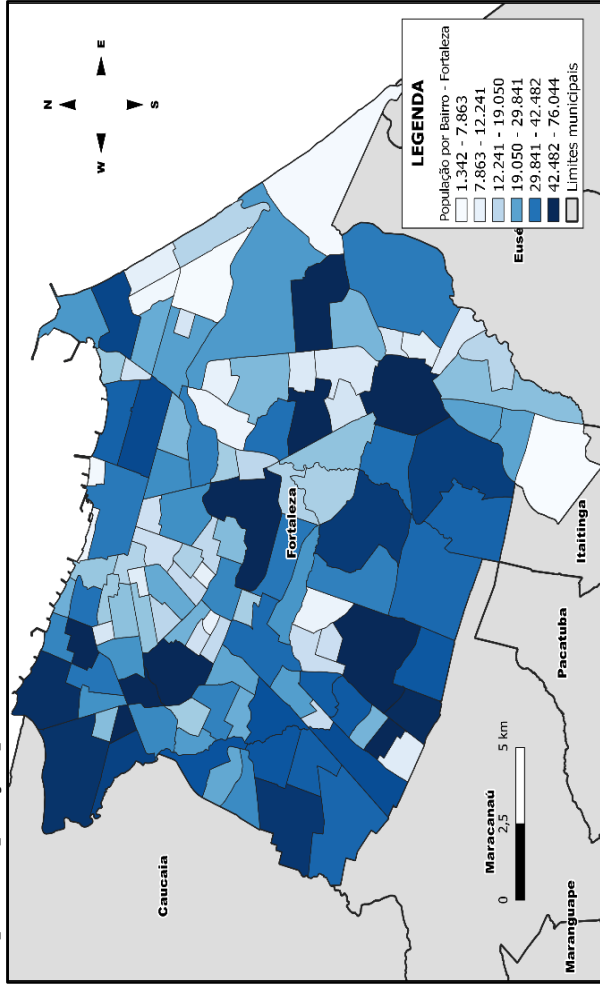 N
W
E
S
LEGENDA
População por Bairro - Fortaleza
1.342 - 7.863
7.863 - 12.241
12.241 - 19.050
19.050 - 29.841
29.841 - 42.482
42.482 - 76.044
Limites municipais
Caucaia
Fortaleza
Eusé
Itaitinga
Pacatuba
Maracanaú
Maranguape
0 2,5 5 km